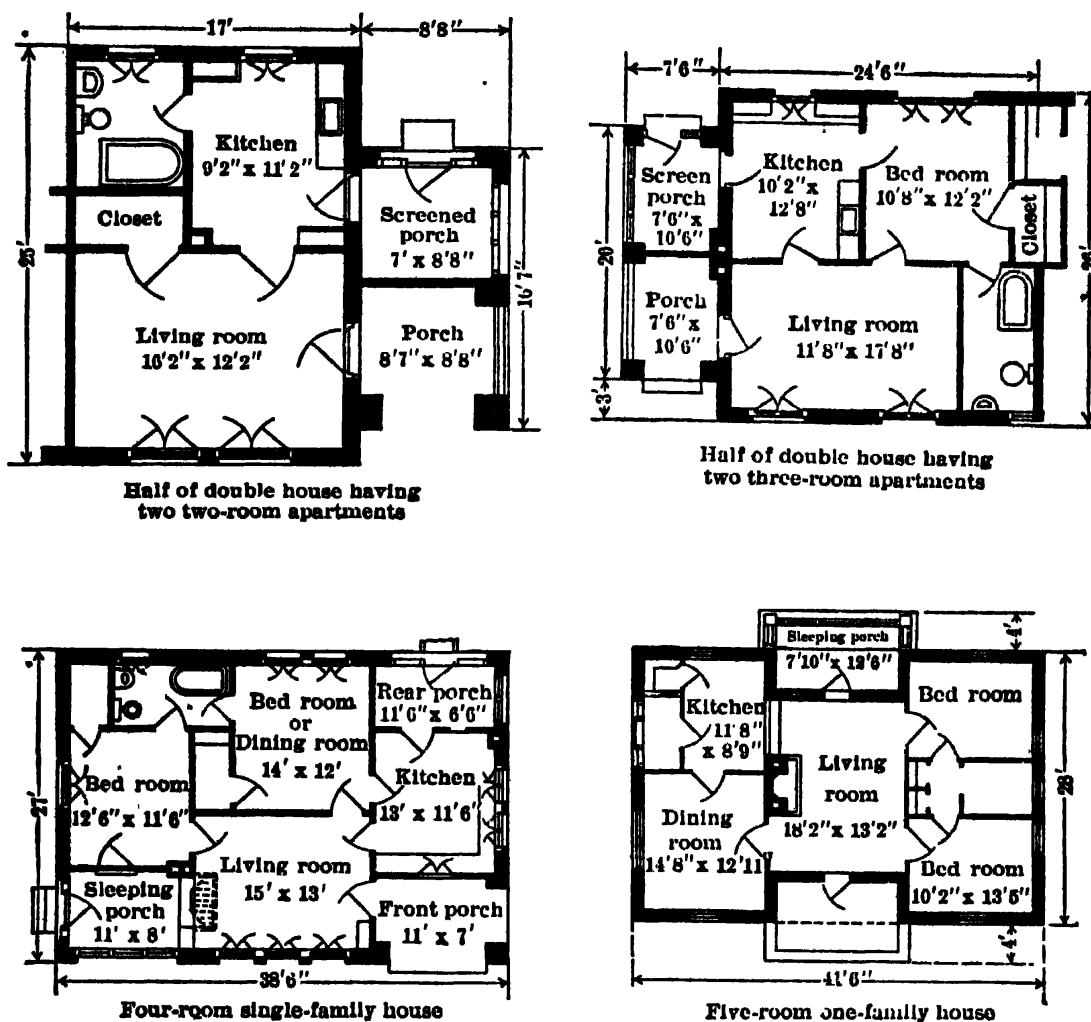 17'
8'8"
25'
Kitchen
9'2" x 11'2"
Closet
Screened
porch
7' x 8'8"
16'7"
Living room
16'2" x 12'2"
Porch
8'7" x 8'8"
Half of double house having
two two-room apartments
7'6"
24'6"
Screen
porch
7'6" x
10'6"
Kitchen
10'2" x
12'8"
Bed room
10'8" x 12'2"
Closet
20'
Porch
7'6" x
10'6"
Living room
11'8" x 17'8"
3'
Half of double house having
two three-room apartments
27'
Bed room
or
Dining room
14' x 12'
Rear porch
11'6" x 6'6"
Bed room
12'6" x 11'6"
Kitchen
13' x 11'6"
Living room
15' x 13'
Sleeping
porch
11' x 8'
Front porch
11' x 7'
38'6"
Four-room single-family house
Sleeping porch
7'10" x 12'6"
4'
Kitchen
11'8"
x 8'9"
Bed room
Living
room
18'2" x 13'2"
28'
Dining
room
14'8" x 12'11
Bed room
10'2" x 13'5"
4'
41'6"
Five-room one-family house